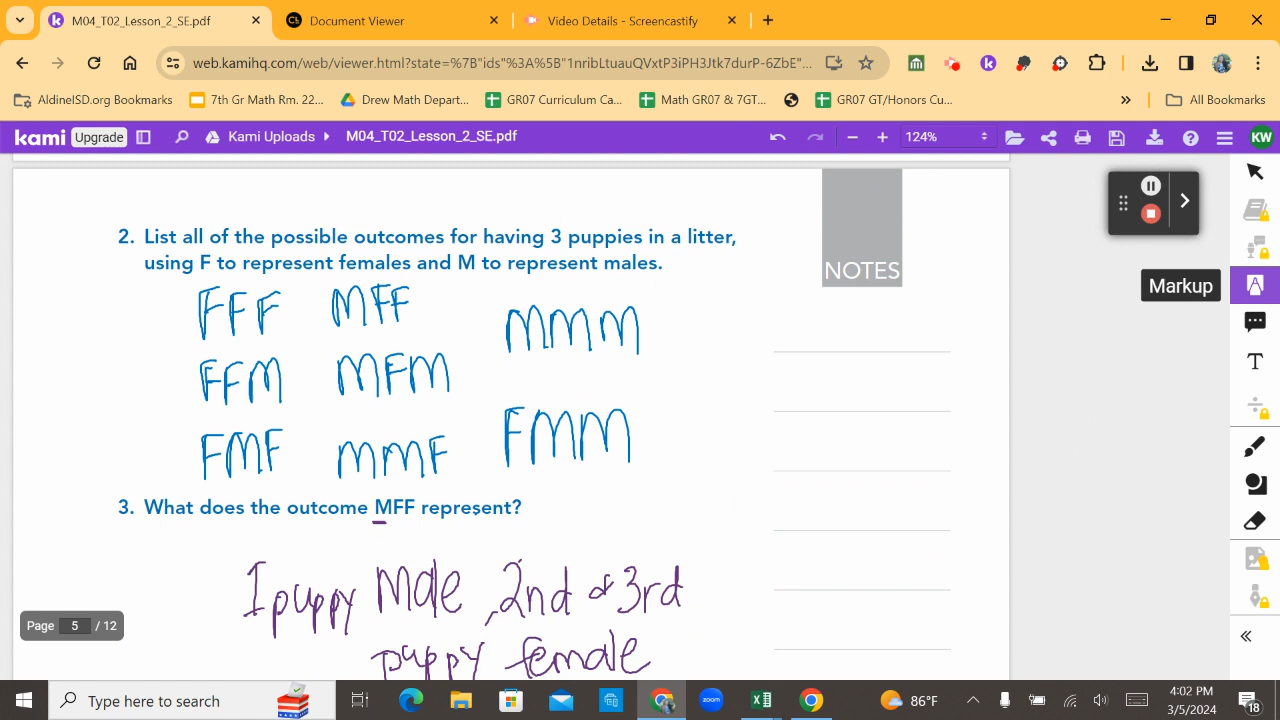 M04_T02_Lesson_2_SE.pdf
Document Viewer
Video Details - Screencastify
web.kamihq.com/web/viewer.html?state=%7B"ids"%3A%5B"1nribLtuauQVxtP3iPH3Jtk7durP-6ZbE"...
AldineISD.org Bookmarks
7th Gr Math Rm. 22...
Drew Math Depart...
GR07 Curriculum Ca...
Math GR07 & 7GT...
GR07 GT/Honors Cu...
»
All Bookmarks
kami Upgrade
Kami Uploads
M04_T02_Lesson_2_SE.pdf
124%
KW
NOTES
Markup
2. List all of the possible outcomes for having 3 puppies in a litter,
using F to represent females and M to represent males.
FFF MFF MMM
FFM MFM
FMF MMF FMM
3. What does the outcome MFF represent?
1 puppy Male, 2nd & 3rd
puppy female
Page 5 / 12
T
Type here to search
zoom
86°F
4:02 PM
3/5/2024
18